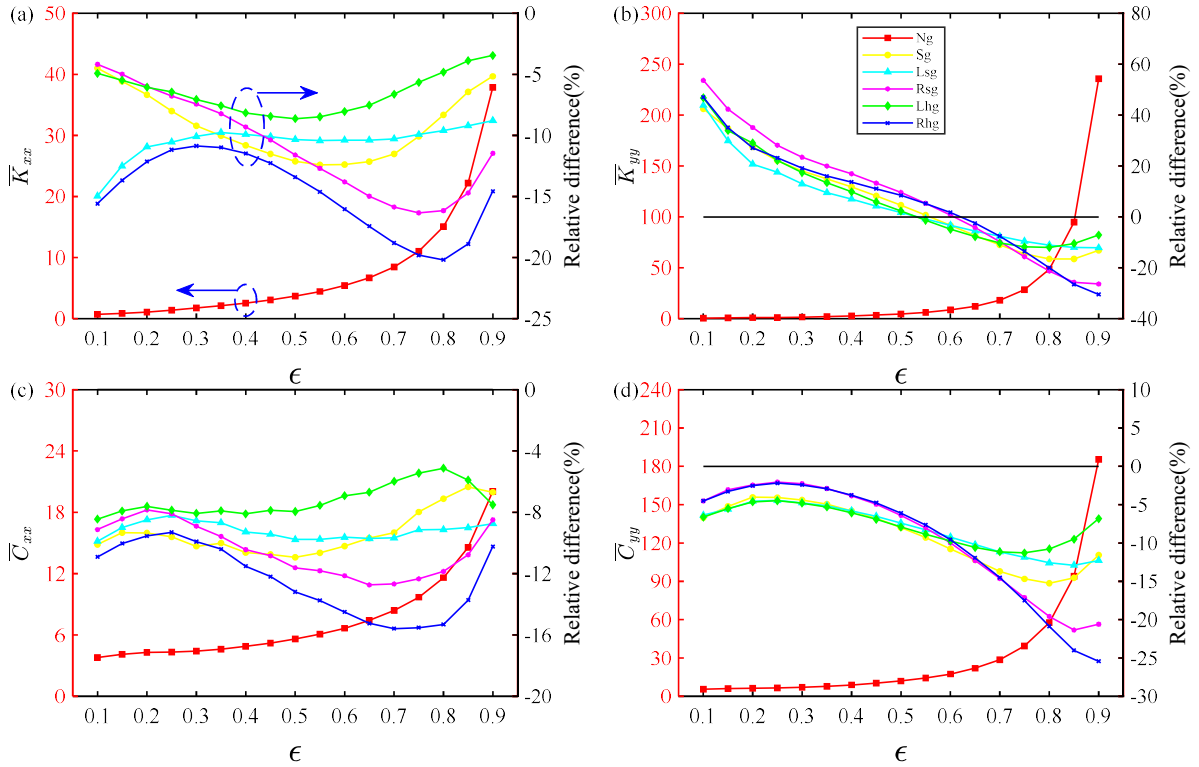 (a)
50
40
30
20
10
0
K̅xx
0
-5
-10
-15
-20
-25
Relative difference(%)
0.1 0.2 0.3 0.4 0.5 0.6 0.7 0.8 0.9
ϵ
(b)
300
250
200
150
100
50
0
K̅yy
Ng
Sg
Lsg
Rsg
Lhg
Rhg
80
60
40
20
0
-20
-40
Relative difference(%)
0.1 0.2 0.3 0.4 0.5 0.6 0.7 0.8 0.9
ϵ
(c)
30
24
18
12
6
0
C̅xx
0
-4
-8
-12
-16
-20
Relative difference(%)
0.1 0.2 0.3 0.4 0.5 0.6 0.7 0.8 0.9
ϵ
(d)
240
210
180
150
120
90
60
30
0
C̅yy
10
5
0
-5
-10
-15
-20
-25
-30
Relative difference(%)
0.1 0.2 0.3 0.4 0.5 0.6 0.7 0.8 0.9
ϵ